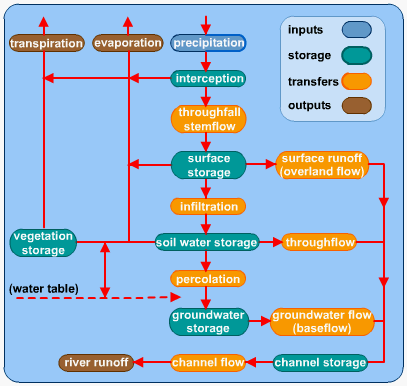 inputs
storage
transfers
outputs
transpiration
evaporation
precipitation
interception
throughfall
stemflow
surface
storage
surface runoff
(overland flow)
infiltration
vegetation
storage
soil water storage
throughflow
percolation
(water table)
groundwater
storage
groundwater flow
(baseflow)
river runoff
channel flow
channel storage